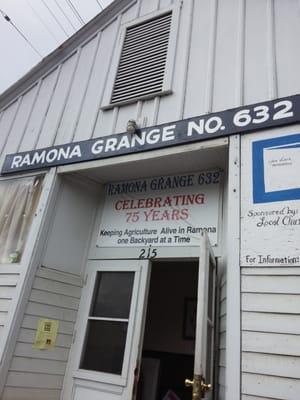 RAMONA GRANGE NO. 632
RAMONA GRANGE 632
CELEBRATING
75 YEARS
Keeping Agriculture Alive in Ramona
one Backyard at a Time
215
Sponsored by
Local
For Information: